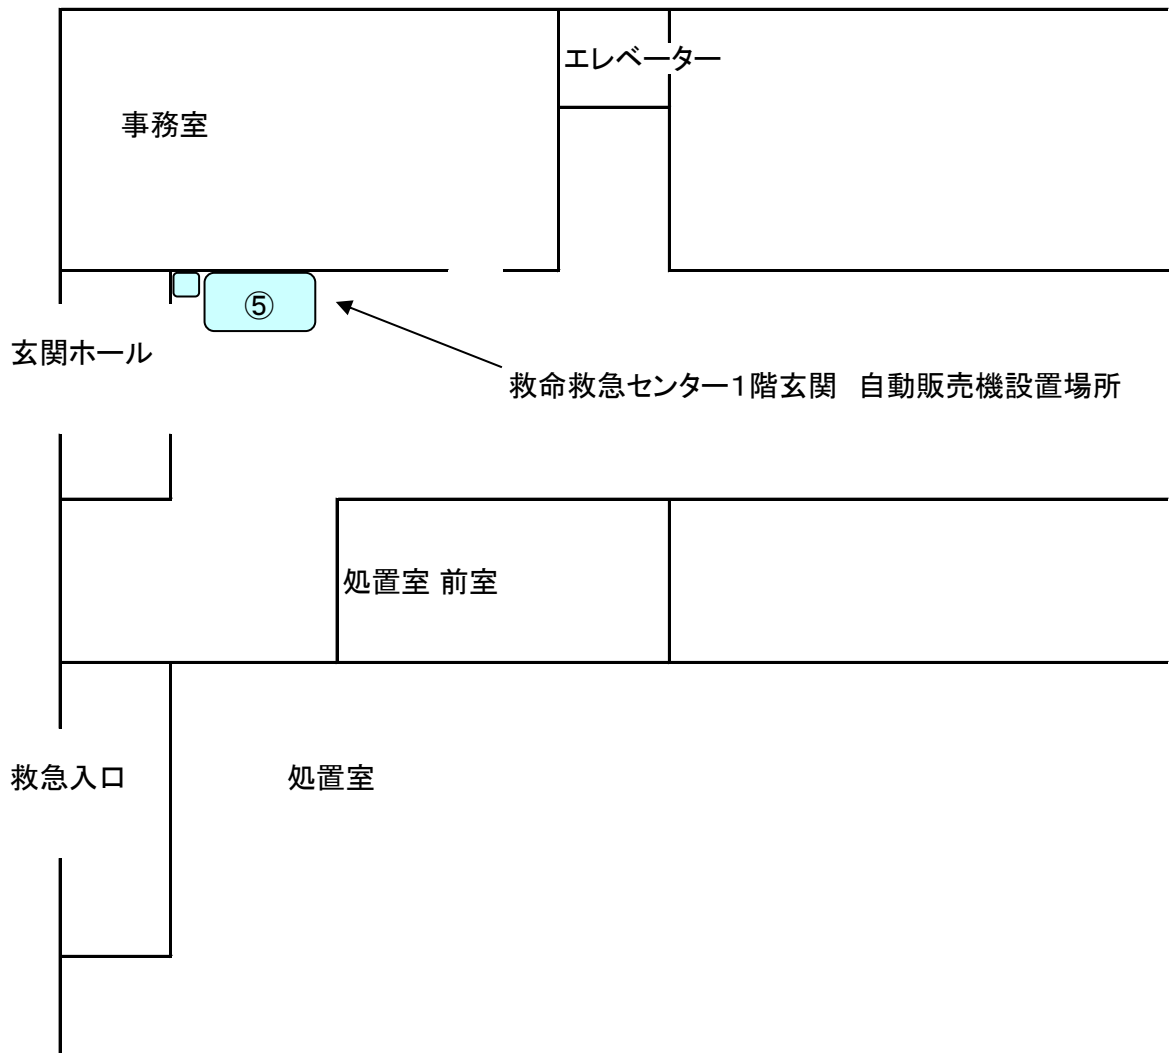 エレベーター
事務室
⑤
玄関ホール
救命救急センター1階玄関　自動販売機設置場所
処置室 前室
救急入口
処置室